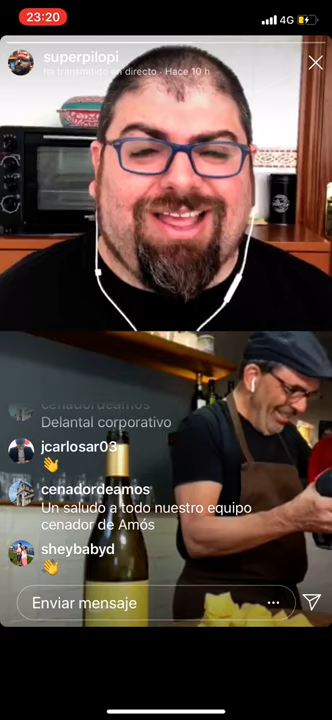 23:20
4G
superpilopi
ha transmitido en directo · Hace 10 h
cenadordeamos
Delantal corporativo
jcarlosar03
👋
cenadordeamos
Un saludo a todo nuestro equipo
cenador de Amós
sheybabyd
👋
Enviar mensaje